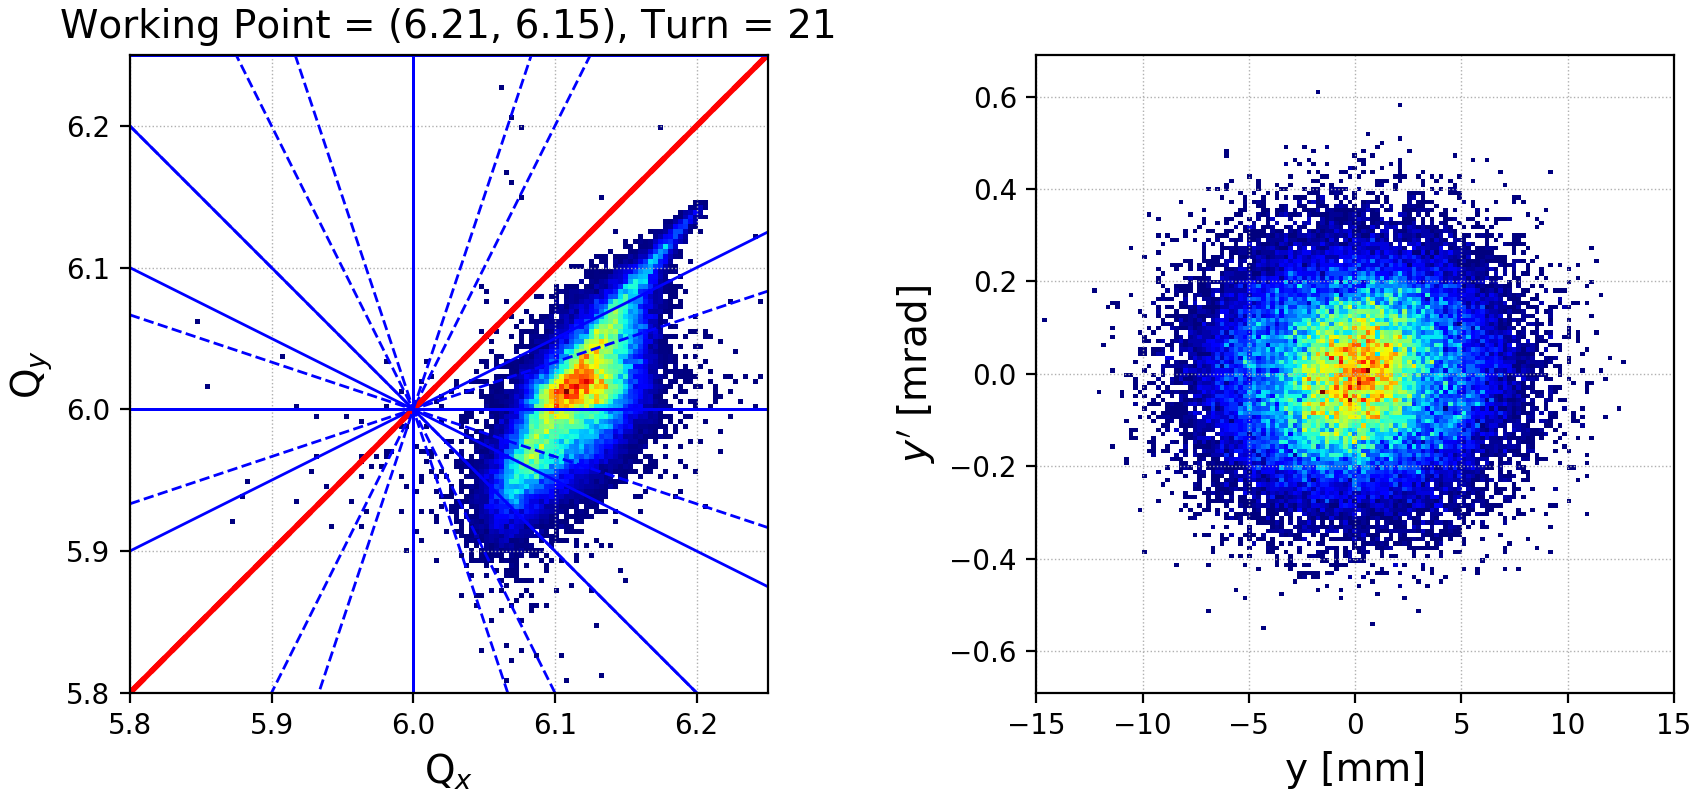 Working Point = (6.21, 6.15), Turn = 21
6.2
6.1
6.0
5.9
5.8
Q_y
5.8 5.9 6.0 6.1 6.2
Q_x
0.6
0.4
0.2
0.0
−0.2
−0.4
−0.6
y′ [mrad]
−15 −10 −5 0 5 10 15
y [mm]